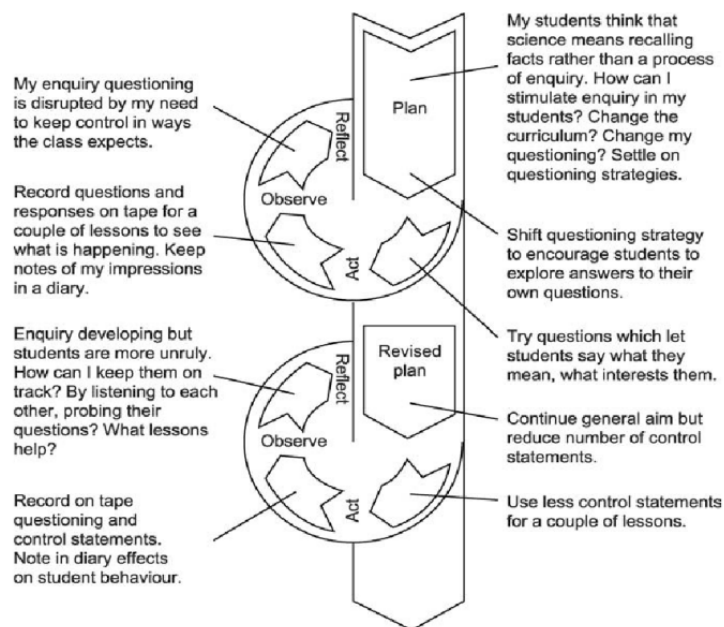 My students think that
science means recalling
facts rather than a process
of enquiry. How can I
stimulate enquiry in my
students? Change the
curriculum? Change my
questioning? Settle on
questioning strategies.
Plan
Shift questioning strategy
to encourage students to
explore answers to their
own questions.
Try questions which let
students say what they
mean, what interests them.
Act
Observe
Record questions and
responses on tape for a
couple of lessons to see
what is happening. Keep
notes of my impressions
in a diary.
Reflect
My enquiry questioning
is disrupted by my need
to keep control in ways
the class expects.
Revised
plan
Continue general aim but
reduce number of control
statements.
Use less control statements
for a couple of lessons.
Act
Observe
Record on tape
questioning and
control statements.
Note in diary effects
on student behaviour.
Reflect
Enquiry developing but
students are more unruly.
How can I keep them on
track? By listening to each
other, probing their
questions? What lessons
help?